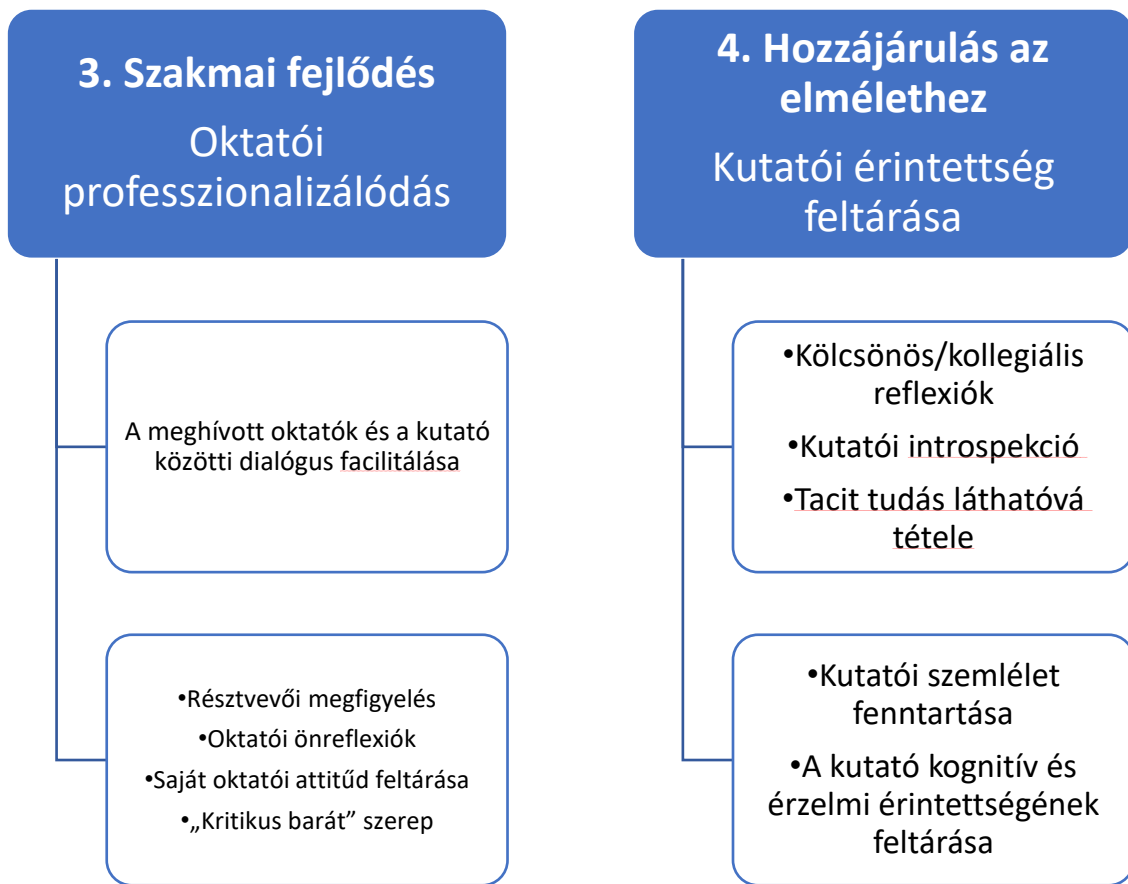 3. Szakmai fejlődés
Oktatói
professzionalizálódás
A meghívott oktatók és a kutató
közötti dialógus facilitálása
•Résztvevői megfigyelés
•Oktatói önreflexiók
•Saját oktatói attitűd feltárása
•„Kritikus barát” szerep
4. Hozzájárulás az
elmélethez
Kutatói érintettség
feltárása
•Kölcsönös/kollegiális
reflexiók
•Kutatói introspekció
•Tacit tudás láthatóvá
tétele
•Kutatói szemlélet
fenntartása
•A kutató kognitív és
érzelmi érintettségének
feltárása